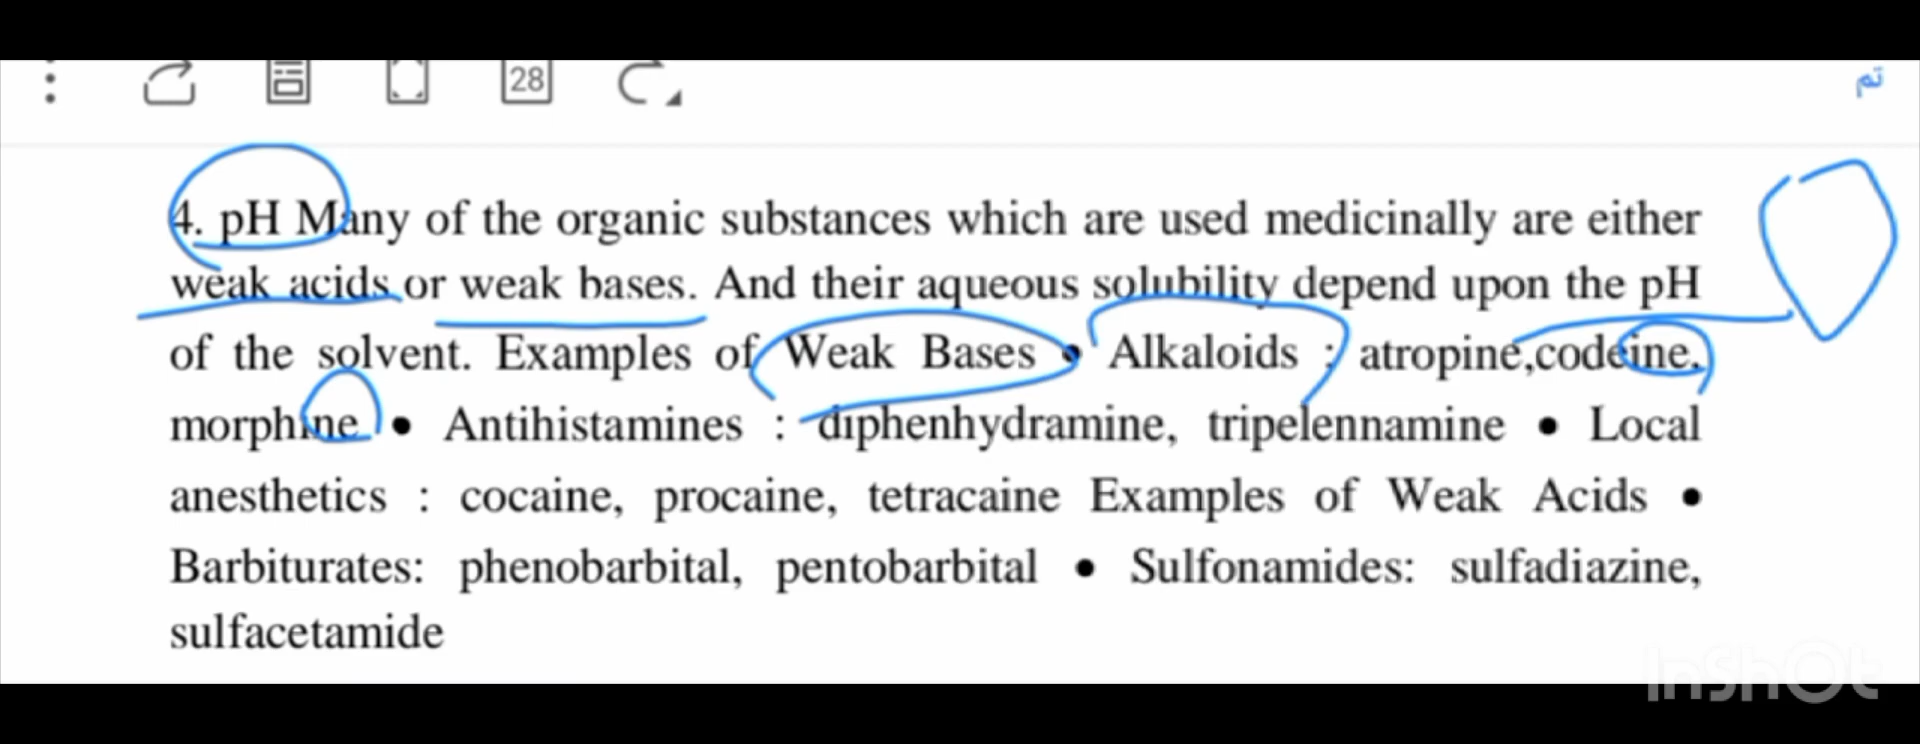 28
تم
4. pH Many of the organic substances which are used medicinally are either
weak acids or weak bases. And their aqueous solubility depend upon the pH
of the solvent. Examples of Weak Bases • Alkaloids : atropine,codeine,
morphine • Antihistamines : diphenhydramine, tripelennamine • Local
anesthetics : cocaine, procaine, tetracaine Examples of Weak Acids •
Barbiturates: phenobarbital, pentobarbital • Sulfonamides: sulfadiazine,
sulfacetamide
InShOt